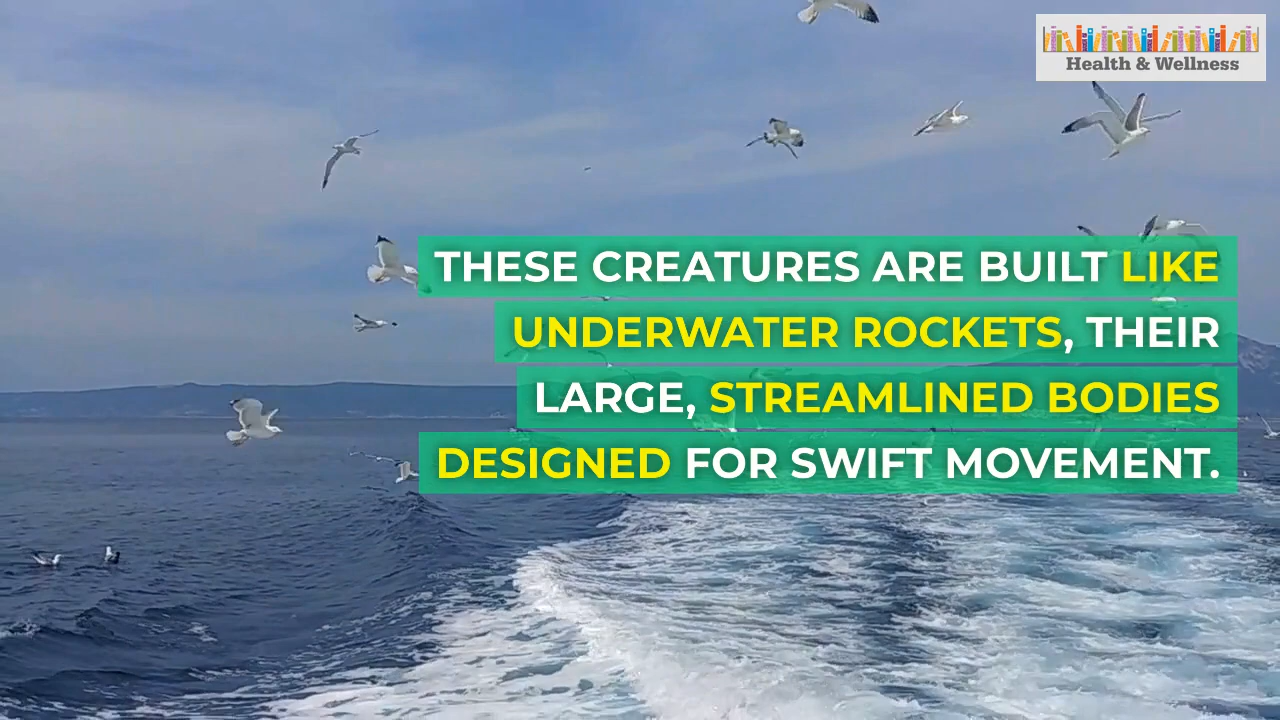 Health & Wellness
THESE CREATURES ARE BUILT LIKE
UNDERWATER ROCKETS, THEIR
LARGE, STREAMLINED BODIES
DESIGNED FOR SWIFT MOVEMENT.